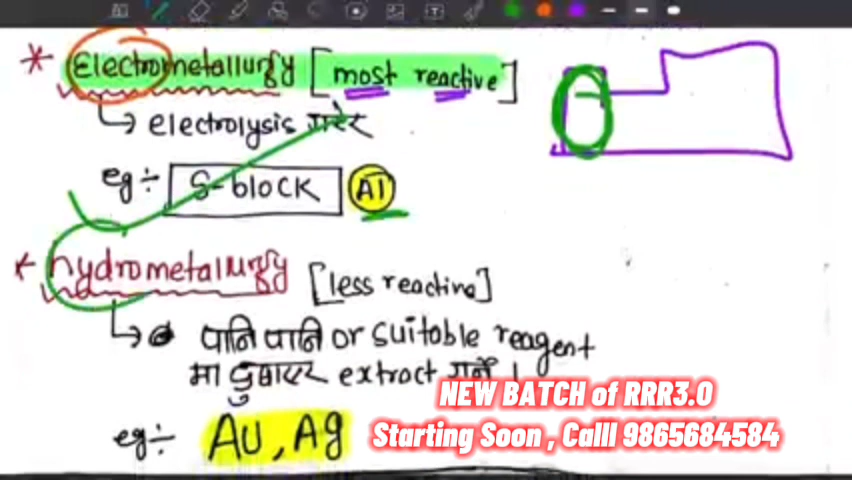 * Electrometallurgy [most reactive]
↳ electrolysis गरेर
eg ÷ S-block Al
* hydrometallurgy [less reactive]
↳ पानि पानि or suitable reagent
मा डुबाएर extract गर्ने ।
eg ÷ Au, Ag
NEW BATCH of RRR3.0
Starting Soon , Calll 9865684584